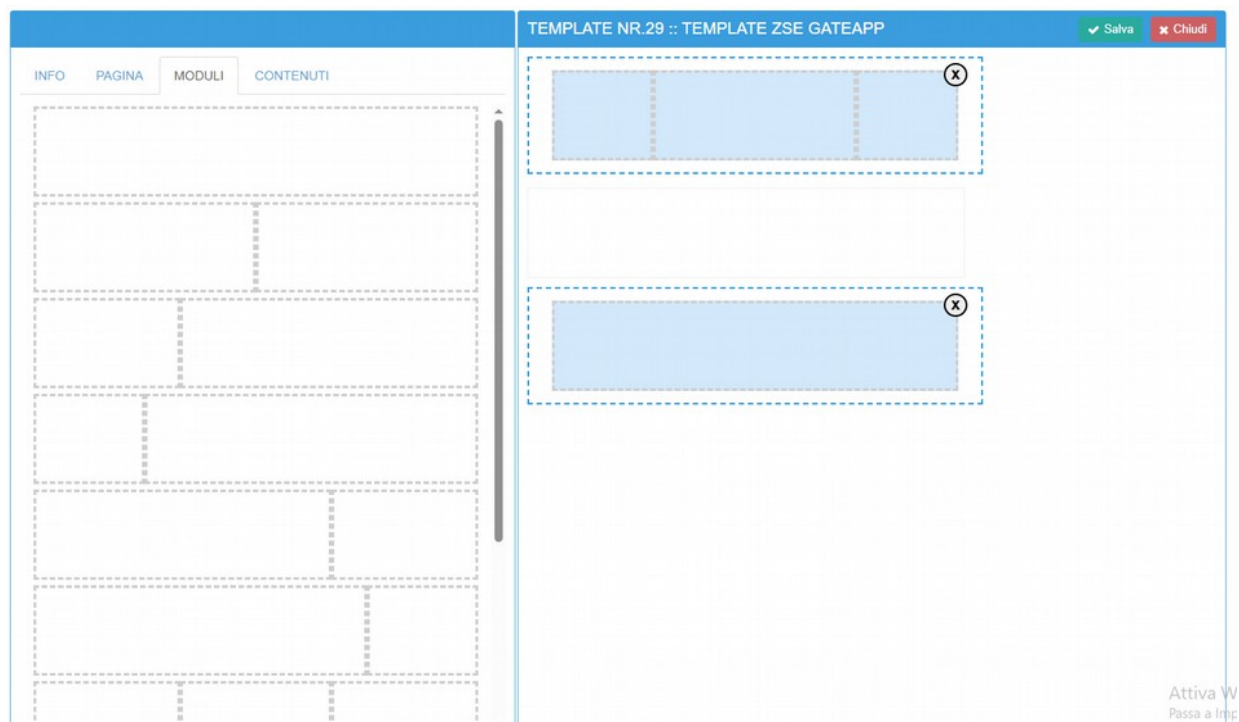 TEMPLATE NR.29 :: TEMPLATE ZSE GATEAPP
Salva
Chiudi
INFO PAGINA MODULI CONTENUTI
X
X
Attiva W
Passa a Imp